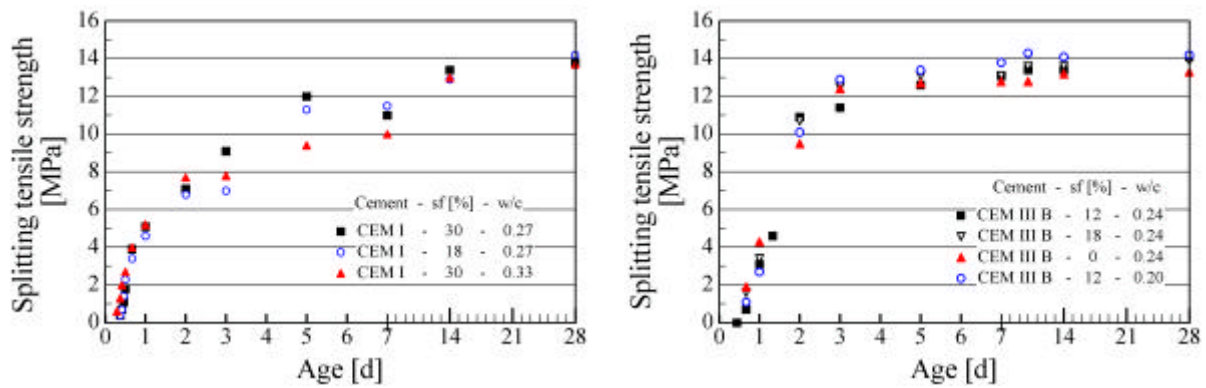 Splitting tensile strength
[MPa]
16
14
12
10
8
6
4
2
0
Cement - sf [%] - w/c
CEM I - 30 - 0.27
CEM I - 18 - 0.27
CEM I - 30 - 0.33
0 1 2 3 5 7 14 21 28
Age [d]
Splitting tensile strength
[MPa]
16
14
12
10
8
6
4
2
0
Cement - sf [%] - w/c
CEM III B - 12 - 0.24
CEM III B - 18 - 0.24
CEM III B - 0 - 0.24
CEM III B - 12 - 0.20
0 1 2 3 5 6 7 14 21 28
Age [d]